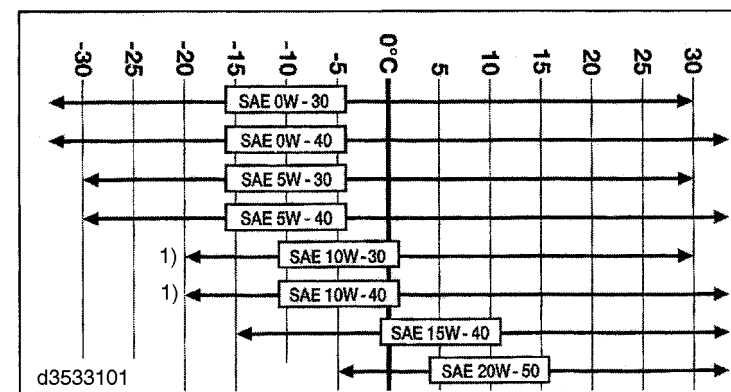 -30 -25 -20 -15 -10 -5 0°C 5 10 15 20 25 30
SAE 0W - 30
SAE 0W - 40
SAE 5W - 30
SAE 5W - 40
1) SAE 10W - 30
1) SAE 10W - 40
SAE 15W - 40
SAE 20W - 50
d3533101